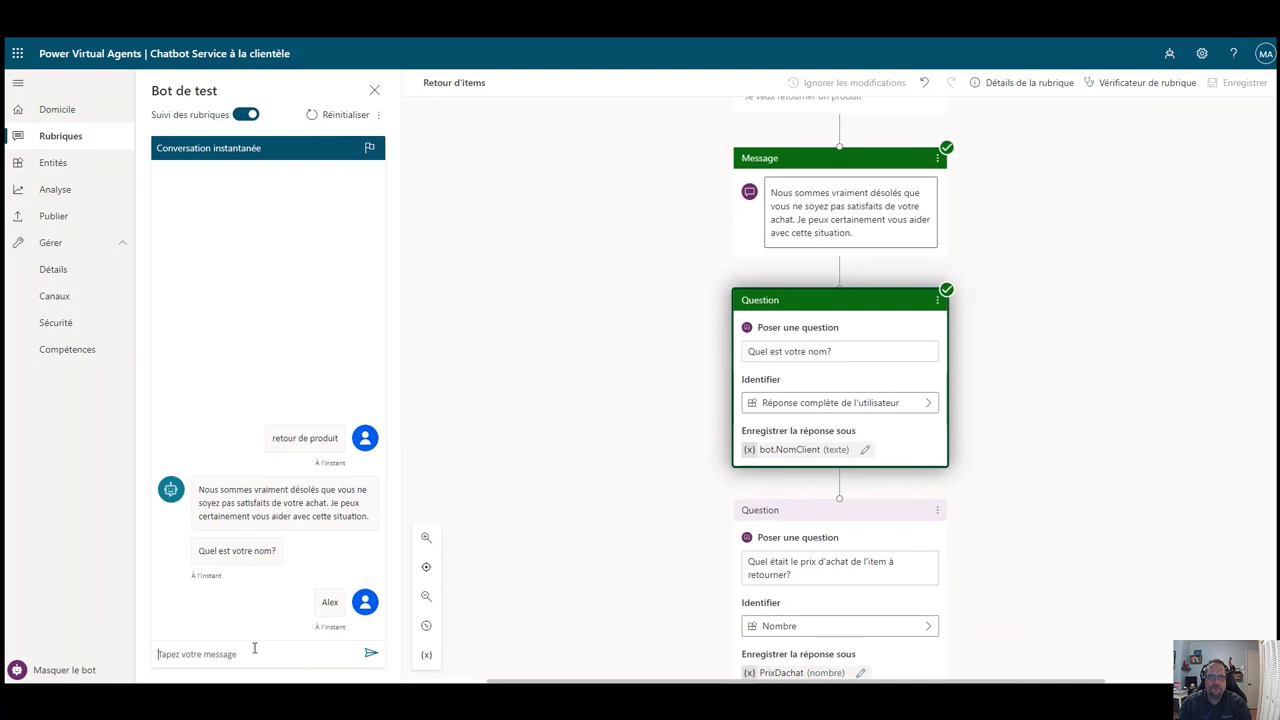 Power Virtual Agents | Chatbot Service à la clientèle
MA
Domicile
Rubriques
Entités
Analyse
Publier
Gérer
Détails
Canaux
Sécurité
Compétences
Masquer le bot
Bot de test
Suivi des rubriques
Réinitialiser
Conversation instantanée
retour de produit
À l'instant
Nous sommes vraiment désolés que vous ne
soyez pas satisfaits de votre achat. Je peux
certainement vous aider avec cette situation.
Quel est votre nom?
À l'instant
Alex
À l'instant
Tapez votre message
Retour d'items
Ignorer les modifications
Détails de la rubrique
Vérificateur de rubrique
Enregistrer
Je veux retourner un produit
Message
Nous sommes vraiment désolés que
vous ne soyez pas satisfaits de votre
achat. Je peux certainement vous aider
avec cette situation.
Question
Poser une question
Quel est votre nom?
Identifier
Réponse complète de l'utilisateur
Enregistrer la réponse sous
{x} bot.NomClient (texte)
Question
Poser une question
Quel était le prix d'achat de l'item à
retourner?
Identifier
Nombre
Enregistrer la réponse sous
{x} PrixDachat (nombre)
{x}